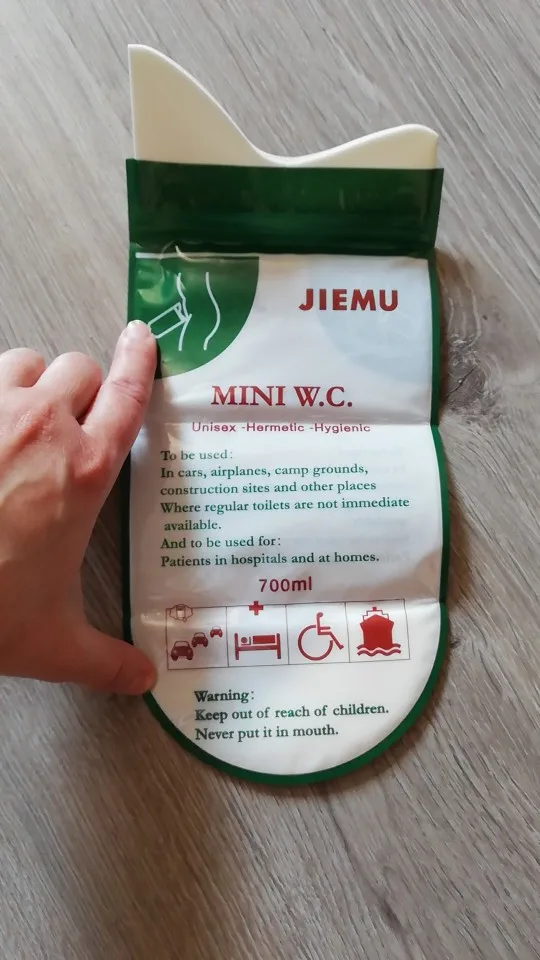 JIEMU
MINI W.C.
Unisex -Hermetic -Hygienic
To be used:
In cars, airplanes, camp grounds,
construction sites and other places
Where regular toilets are not immediate
available.
And to be used for:
Patients in hospitals and at homes.
700ml
Warning:
Keep out of reach of children.
Never put it in mouth.